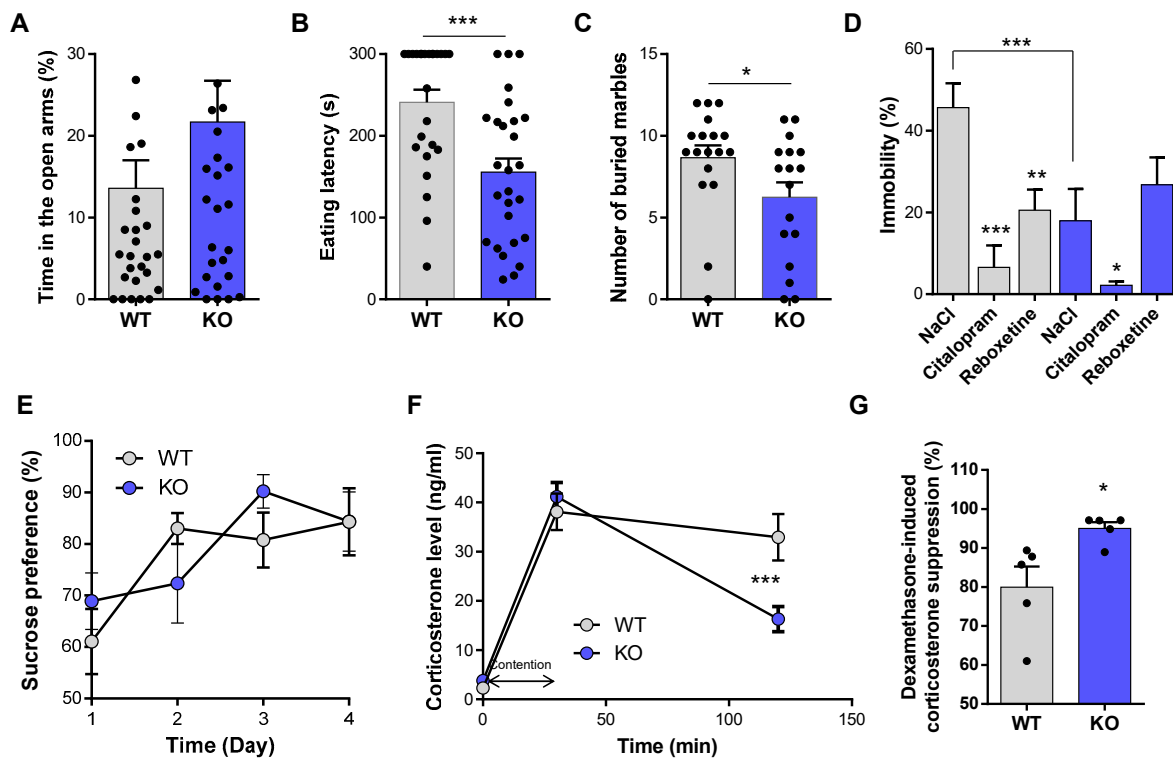 A
Time in the open arms (%)
30
20
10
0
WT
KO
B
Eating latency (s)
300
200
100
300
***
WT
KO
C
Number of buried marbles
15
10
5
0
*
WT
KO
D
Immobility (%)
60
40
20
0
***
***
**
*
NaCl
Citalopram
Reboxetine
NaCl
Citalopram
Reboxetine
E
Sucrose preference (%)
100
90
80
70
60
50
WT
KO
1
2
3
4
Time (Day)
F
Corticosterone level (ng/ml)
50
40
30
20
10
0
***
WT
KO
Contention
0
50
100
150
Time (min)
G
Dexamethasone-induced
corticosterone suppression (%)
110
100
90
80
70
60
50
*
WT
KO